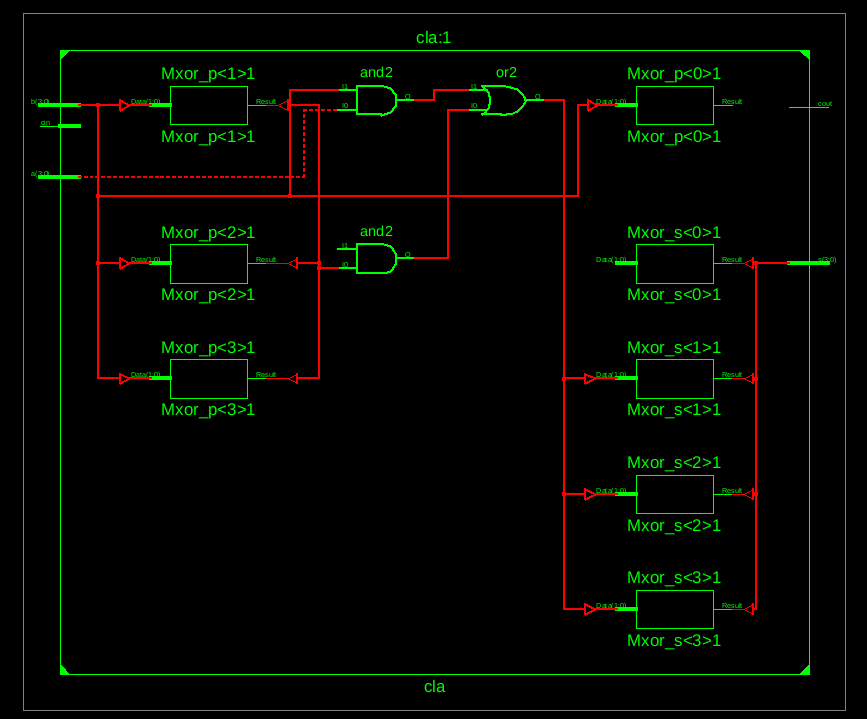 cla:1
Mxor_p<1>1
and2
or2
Mxor_p<0>1
b(3:0)
Data(1:0)
Result
I1
I0
O
I1
I0
O
Data(1:0)
Result
cout
Mxor_p<1>1
Mxor_p<0>1
a(3:0)
Mxor_p<2>1
and2
Mxor_s<0>1
Data(1:0)
Result
I1
I0
O
Data(1:0)
Result
s(3:0)
Mxor_p<2>1
Mxor_s<0>1
Mxor_p<3>1
Mxor_s<1>1
Data(1:0)
Result
Data(1:0)
Result
Mxor_p<3>1
Mxor_s<1>1
Mxor_s<2>1
Data(1:0)
Result
Mxor_s<2>1
Mxor_s<3>1
Data(1:0)
Result
Mxor_s<3>1
cla